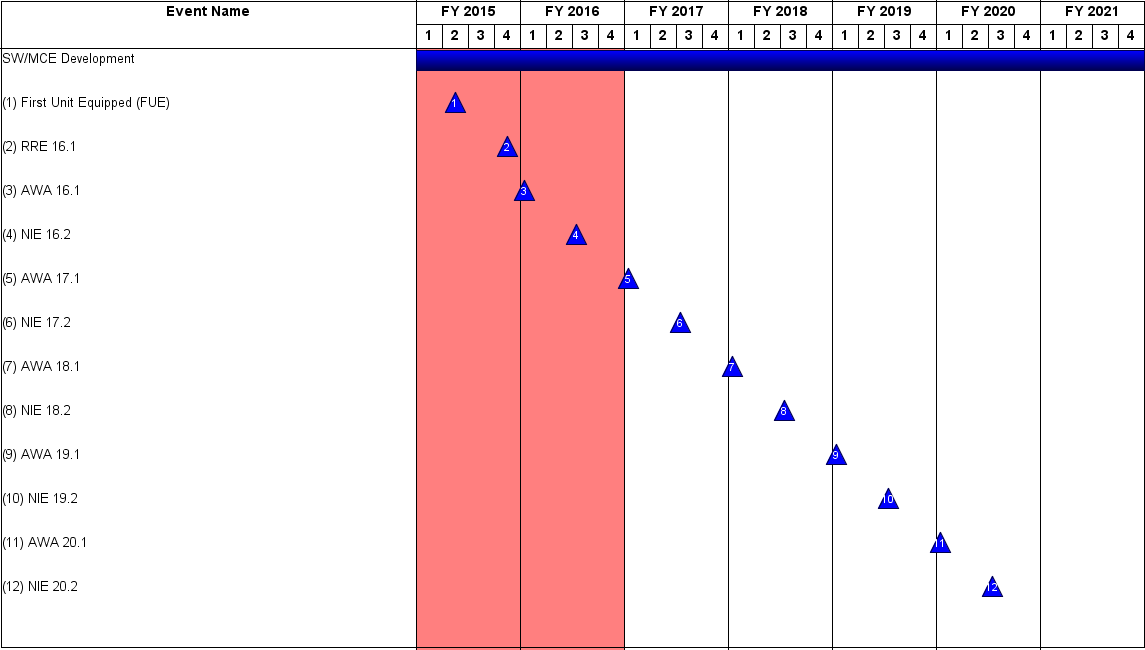 Event Name FY 2015 FY 2016 FY 2017 FY 2018 FY 2019 FY 2020 FY 2021
1 2 3 4 1 2 3 4 1 2 3 4 1 2 3 4 1 2 3 4 1 2 3 4 1 2 3 4
SW/MCE Development
(1) First Unit Equipped (FUE) 1
(2) RRE 16.1 2
(3) AWA 16.1 3
(4) NIE 16.2 4
(5) AWA 17.1 5
(6) NIE 17.2 6
(7) AWA 18.1 7
(8) NIE 18.2 8
(9) AWA 19.1 9
(10) NIE 19.2 10
(11) AWA 20.1 11
(12) NIE 20.2 12